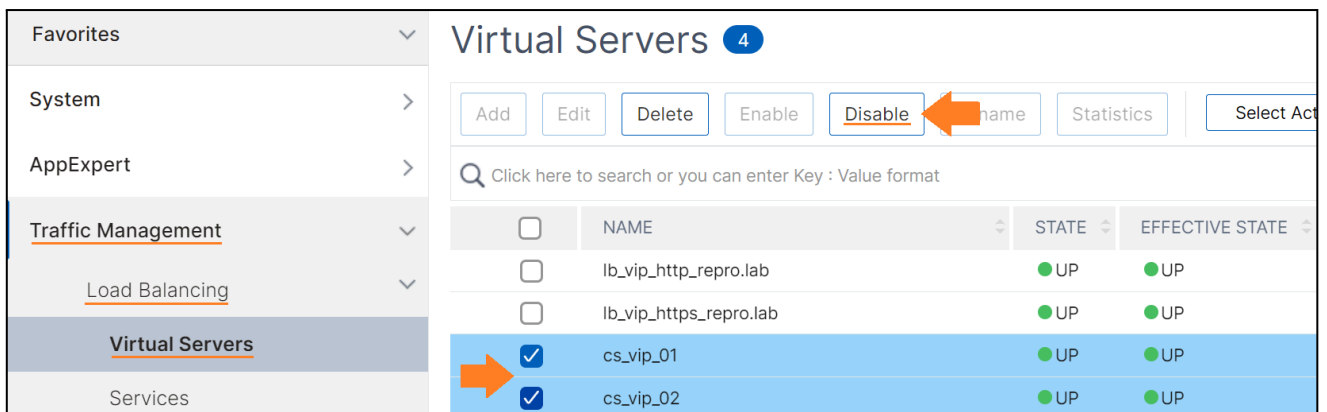 Favorites
System
AppExpert
Traffic Management
Load Balancing
Virtual Servers
Services
Virtual Servers 4
Add Edit Delete Enable Disable name Statistics Select Act
Click here to search or you can enter Key : Value format
NAME STATE EFFECTIVE STATE
lb_vip_http_repro.lab UP UP
lb_vip_https_repro.lab UP UP
cs_vip_01 UP UP
cs_vip_02 UP UP